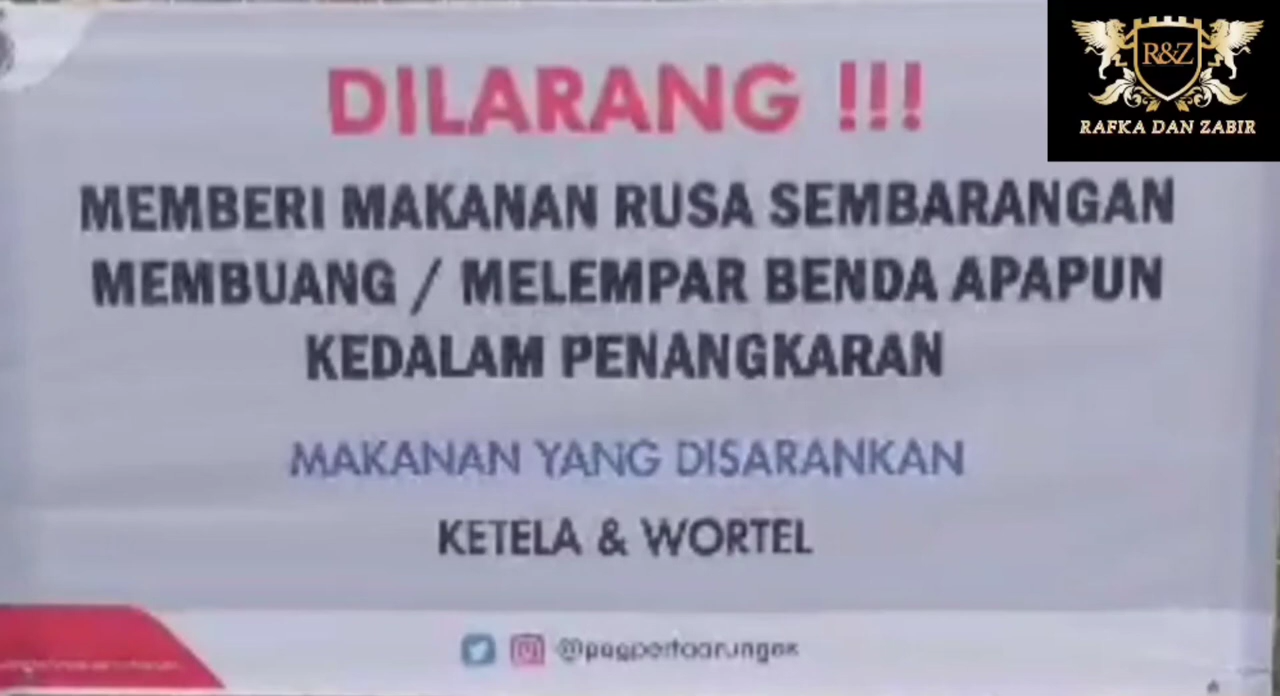 R&Z
RAFKA DAN ZABIR
DILARANG !!!
MEMBERI MAKANAN RUSA SEMBARANGAN
MEMBUANG / MELEMPAR BENDA APAPUN
KEDALAM PENANGKARAN
MAKANAN YANG DISARANKAN
KETELA & WORTEL